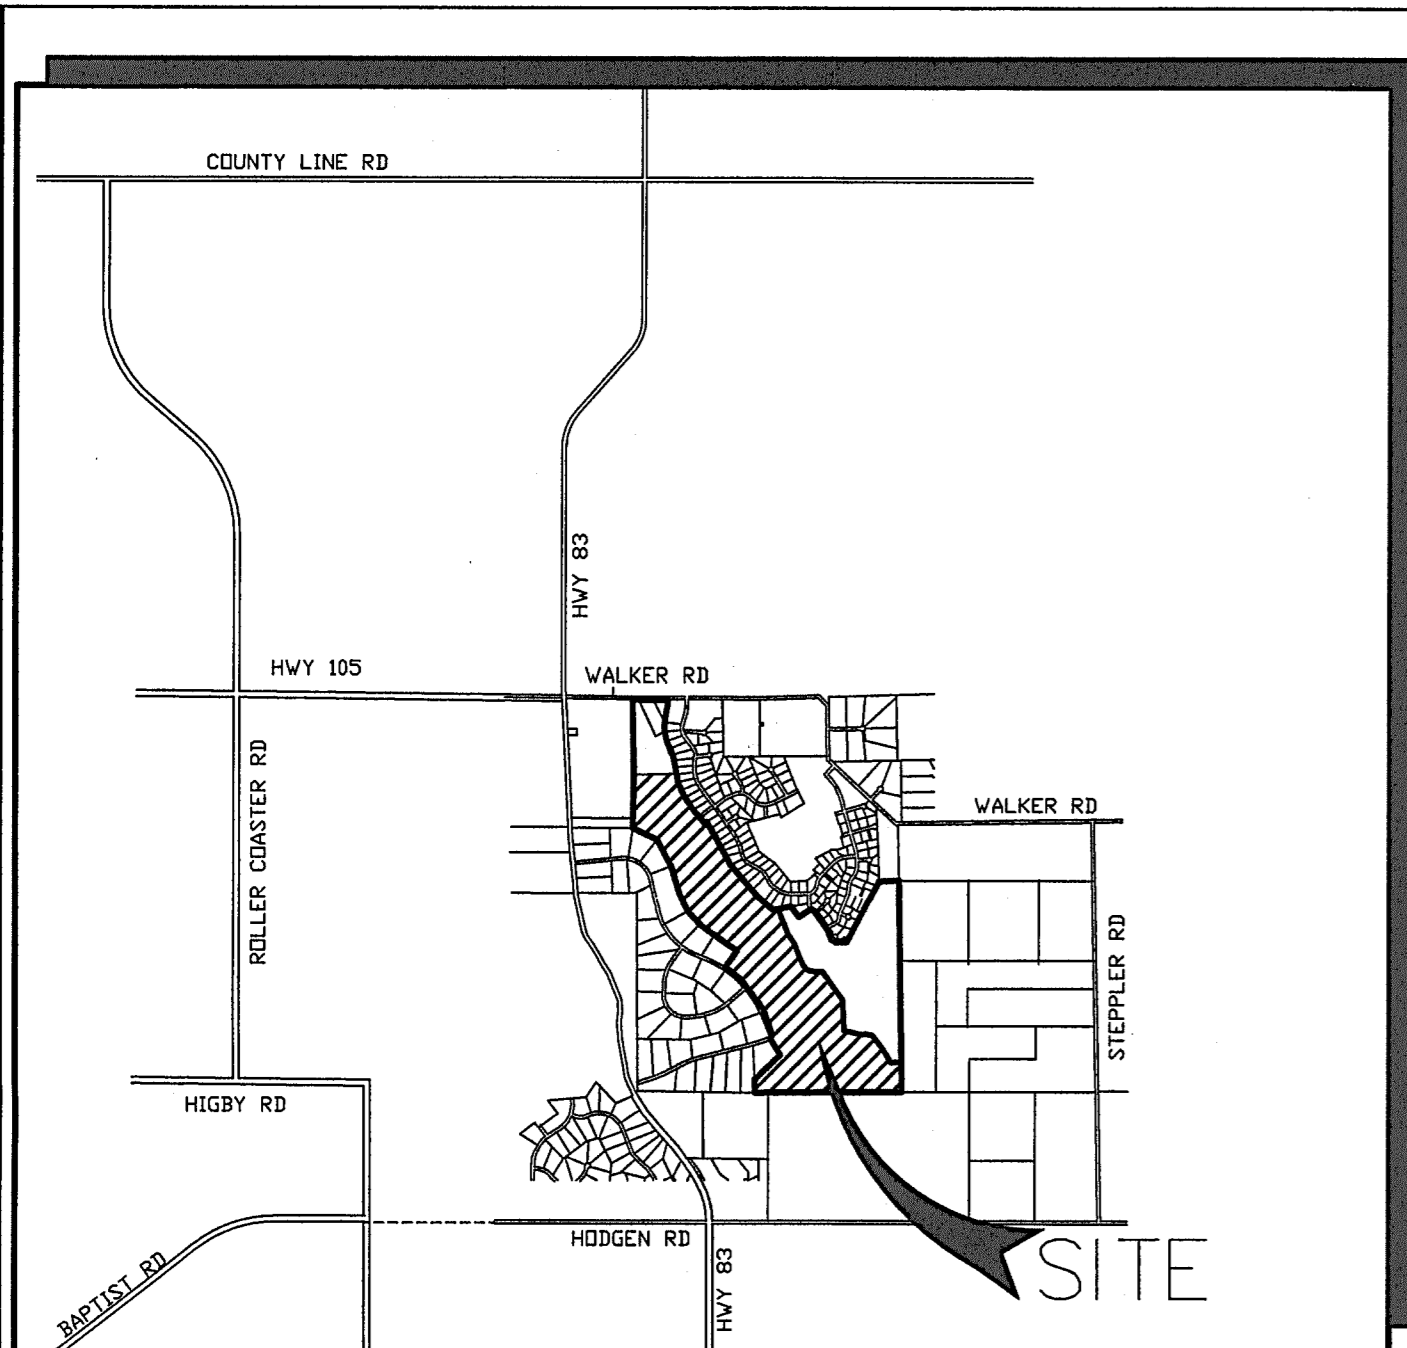 COUNTY LINE RD
HWY 83
HWY 105
WALKER RD
ROLLER COASTER RD
WALKER RD
STEPPLER RD
HIGBY RD
HODGEN RD
SITE
BAPTIST RD
HWY 83